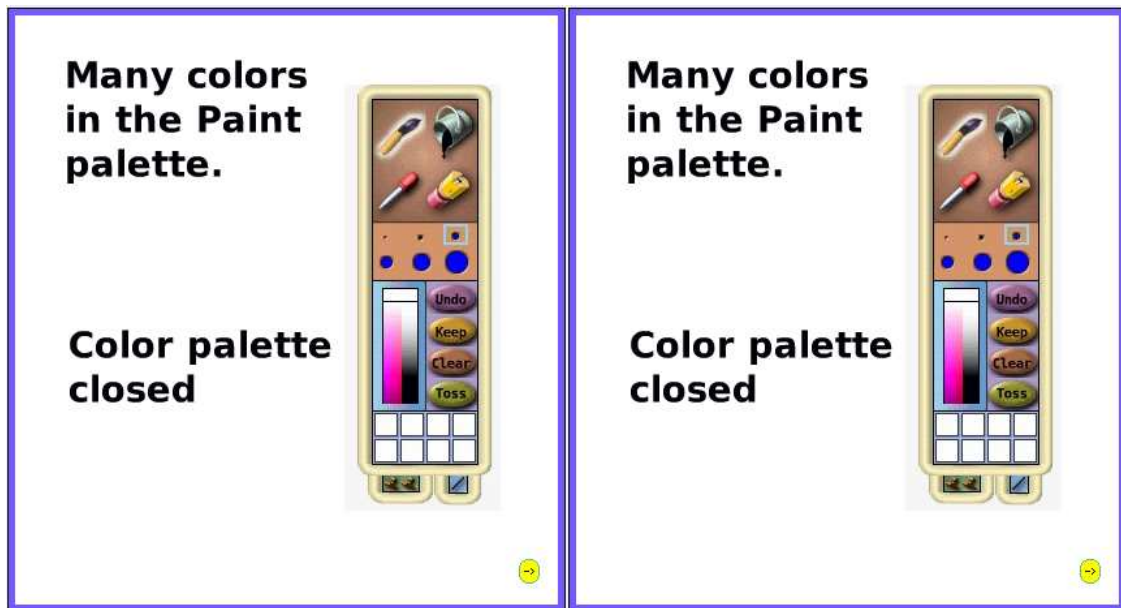 Many colors
in the Paint
palette.
Undo
Keep
Clear
Toss
Color palette
closed
->
Many colors
in the Paint
palette.
Undo
Keep
Clear
Toss
Color palette
closed
->